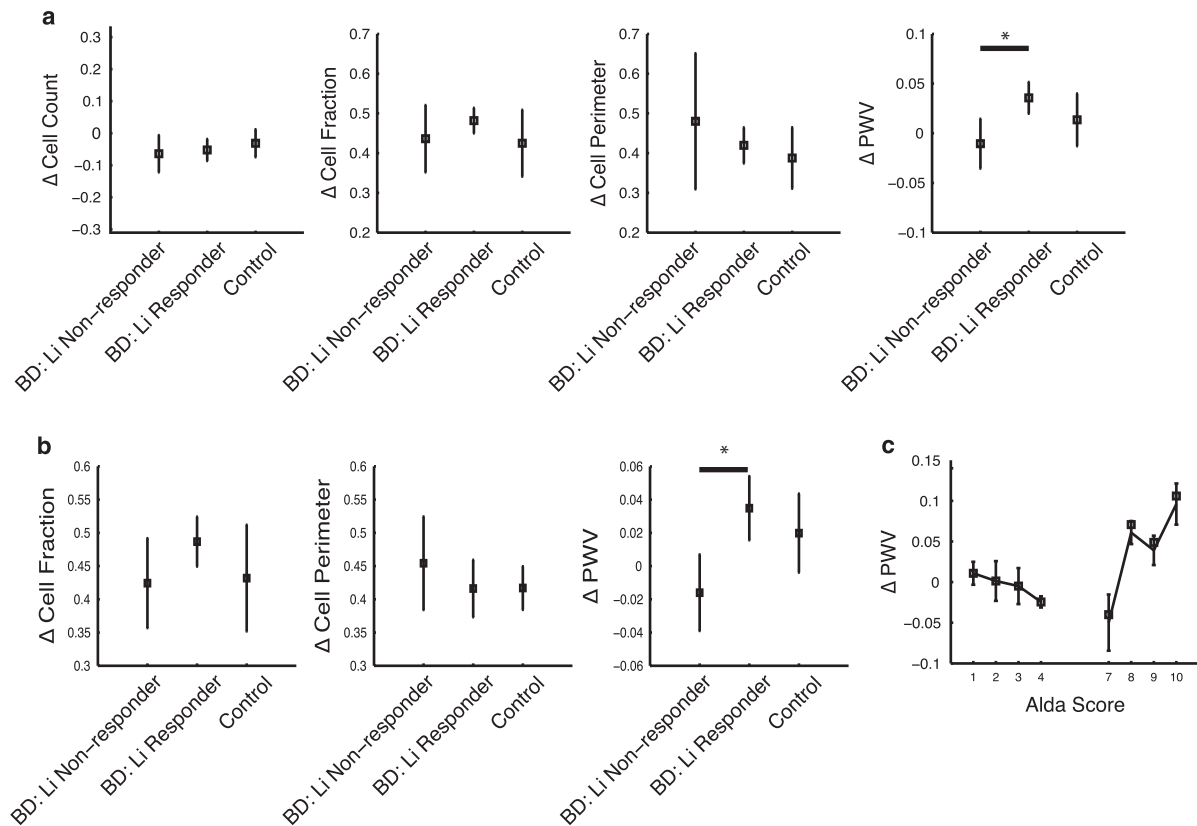 a
Δ Cell Count
0.3
0.3
0.1
0
−0.1
−0.2
−0.3
BD: Li Non−responder
BD: Li Responder
Control
Δ Cell Fraction
0.7
0.6
0.5
0.4
0.3
0.2
BD: Li Non−responder
BD: Li Responder
Control
Δ Cell Perimeter
0.7
0.6
0.5
0.4
0.3
0.2
BD: Li Non−responder
BD: Li Responder
Control
Δ PWV
0.1
0.05
0
−0.05
−0.1
*
BD: Li Non−responder
BD: Li Responder
Control
b
Δ Cell Fraction
0.6
0.55
0.5
0.45
0.4
0.35
0.3
BD: Li Non−responder
BD: Li Responder
Control
Δ Cell Perimeter
0.6
0.55
0.5
0.45
0.4
0.35
0.3
BD: Li Non−responder
BD: Li Responder
Control
Δ PWV
0.06
0.04
0.02
0
−0.02
−0.04
−0.06
*
BD: Li Non−responder
BD: Li Responder
Control
c
Δ PWV
0.15
0.1
0.05
0
−0.05
−0.1
1 2 3 4 7 8 9 10
Alda Score